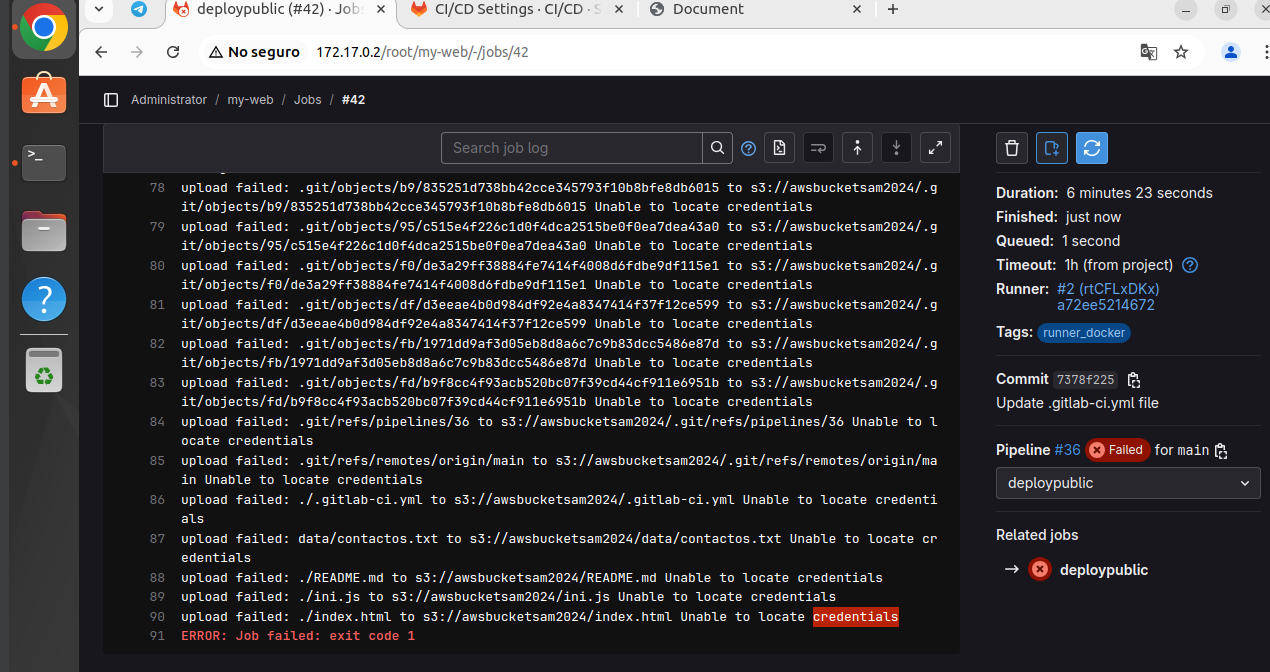 deploypublic (#42) · Jobs
CI/CD Settings · CI/CD · S
Document
No seguro
172.17.0.2/root/my-web/-/jobs/42
Administrator / my-web / Jobs / #42
Search job log
78 upload failed: .git/objects/b9/835251d738bb42cce345793f10b8bfe8db6015 to s3://awsbucketsam2024/.g
it/objects/b9/835251d738bb42cce345793f10b8bfe8db6015 Unable to locate credentials
79 upload failed: .git/objects/95/c515e4f226c1d0f4dca2515be0f0ea7dea43a0 to s3://awsbucketsam2024/.g
it/objects/95/c515e4f226c1d0f4dca2515be0f0ea7dea43a0 Unable to locate credentials
80 upload failed: .git/objects/f0/de3a29ff38884fe7414f4008d6fdbe9df115e1 to s3://awsbucketsam2024/.g
it/objects/f0/de3a29ff38884fe7414f4008d6fdbe9df115e1 Unable to locate credentials
81 upload failed: .git/objects/df/d3eeae4b0d984df92e4a8347414f37f12ce599 to s3://awsbucketsam2024/.g
it/objects/df/d3eeae4b0d984df92e4a8347414f37f12ce599 Unable to locate credentials
82 upload failed: .git/objects/fb/1971dd9af3d05eb8d8a6c7c9b83dcc5486e87d to s3://awsbucketsam2024/.g
it/objects/fb/1971dd9af3d05eb8d8a6c7c9b83dcc5486e87d Unable to locate credentials
83 upload failed: .git/objects/fd/b9f8cc4f93acb520bc07f39cd44cf911e6951b to s3://awsbucketsam2024/.g
it/objects/fd/b9f8cc4f93acb520bc07f39cd44cf911e6951b Unable to locate credentials
84 upload failed: .git/refs/pipelines/36 to s3://awsbucketsam2024/.git/refs/pipelines/36 Unable to l
ocate credentials
85 upload failed: .git/refs/remotes/origin/main to s3://awsbucketsam2024/.git/refs/remotes/origin/ma
in Unable to locate credentials
86 upload failed: ./.gitlab-ci.yml to s3://awsbucketsam2024/.gitlab-ci.yml Unable to locate credenti
als
87 upload failed: data/contactos.txt to s3://awsbucketsam2024/data/contactos.txt Unable to locate cr
edentials
88 upload failed: ./README.md to s3://awsbucketsam2024/README.md Unable to locate credentials
89 upload failed: ./ini.js to s3://awsbucketsam2024/ini.js Unable to locate credentials
90 upload failed: ./index.html to s3://awsbucketsam2024/index.html Unable to locate credentials
91 ERROR: Job failed: exit code 1
Duration: 6 minutes 23 seconds
Finished: just now
Queued: 1 second
Timeout: 1h (from project)
Runner: #2 (rtCFLxDKx)
a72ee5214672
Tags: runner_docker
Commit 7378f225
Update .gitlab-ci.yml file
Pipeline #36 Failed for main
deploypublic
Related jobs
deploypublic